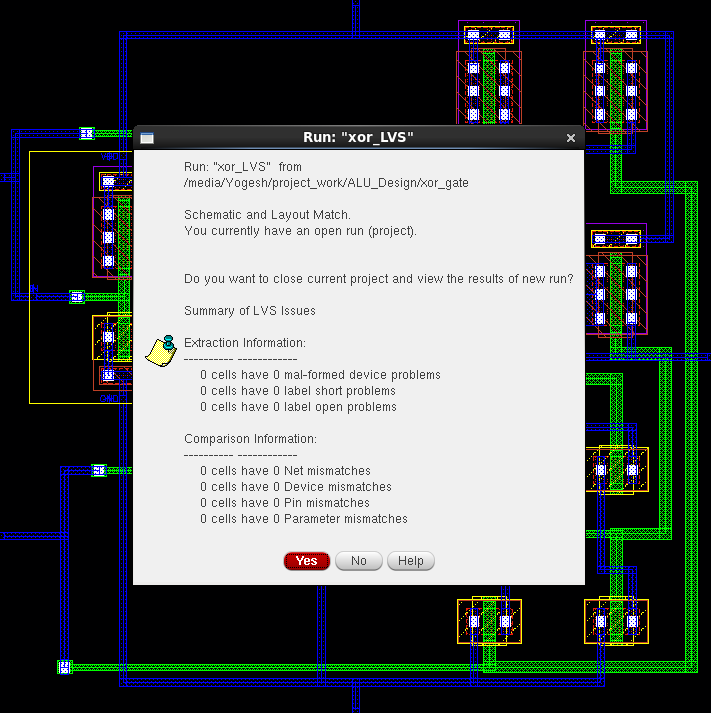 Run: "xor_LVS"
Run: "xor_LVS" from
/media/Yogesh/project_work/ALU_Design/xor_gate
Schematic and Layout Match.
You currently have an open run (project).
Do you want to close current project and view the results of new run?
Summary of LVS Issues
Extraction Information:
---------- ------------
0 cells have 0 mal-formed device problems
0 cells have 0 label short problems
0 cells have 0 label open problems
Comparison Information:
---------- ------------
0 cells have 0 Net mismatches
0 cells have 0 Device mismatches
0 cells have 0 Pin mismatches
0 cells have 0 Parameter mismatches
Yes No Help